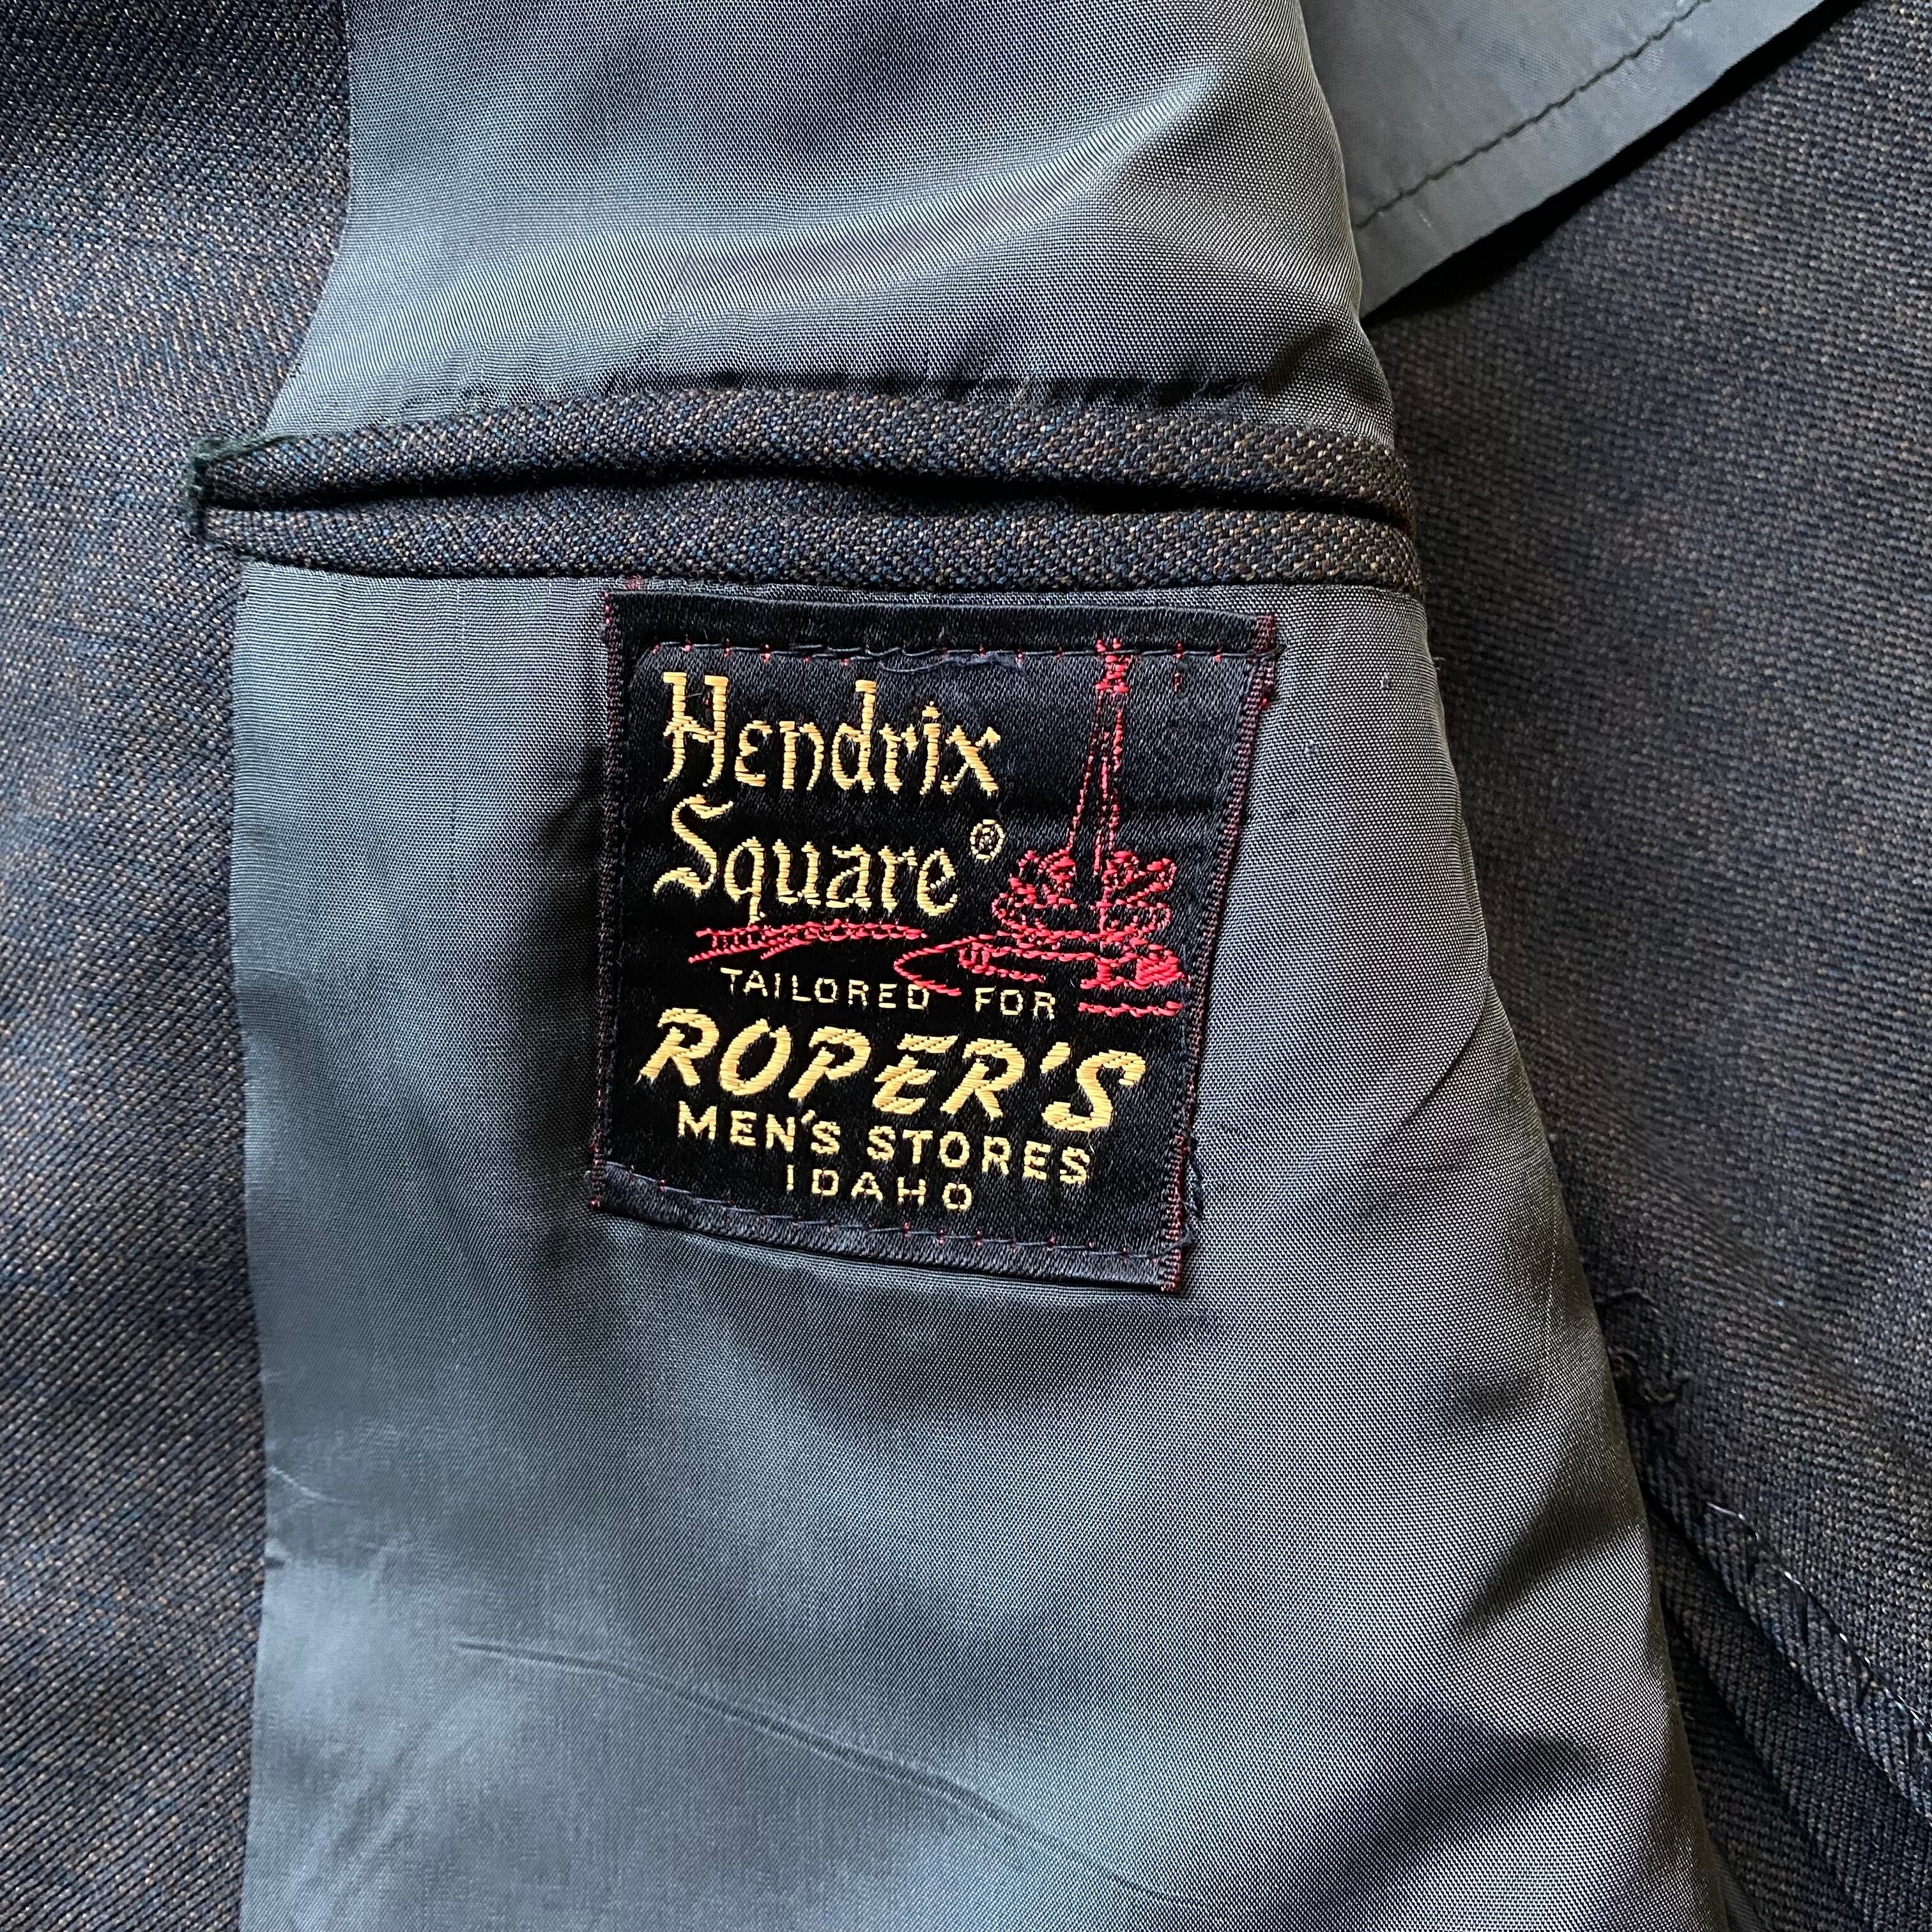 Hendrix
Square®
TAILORED FOR
ROPER'S
MEN'S STORES
IDAHO